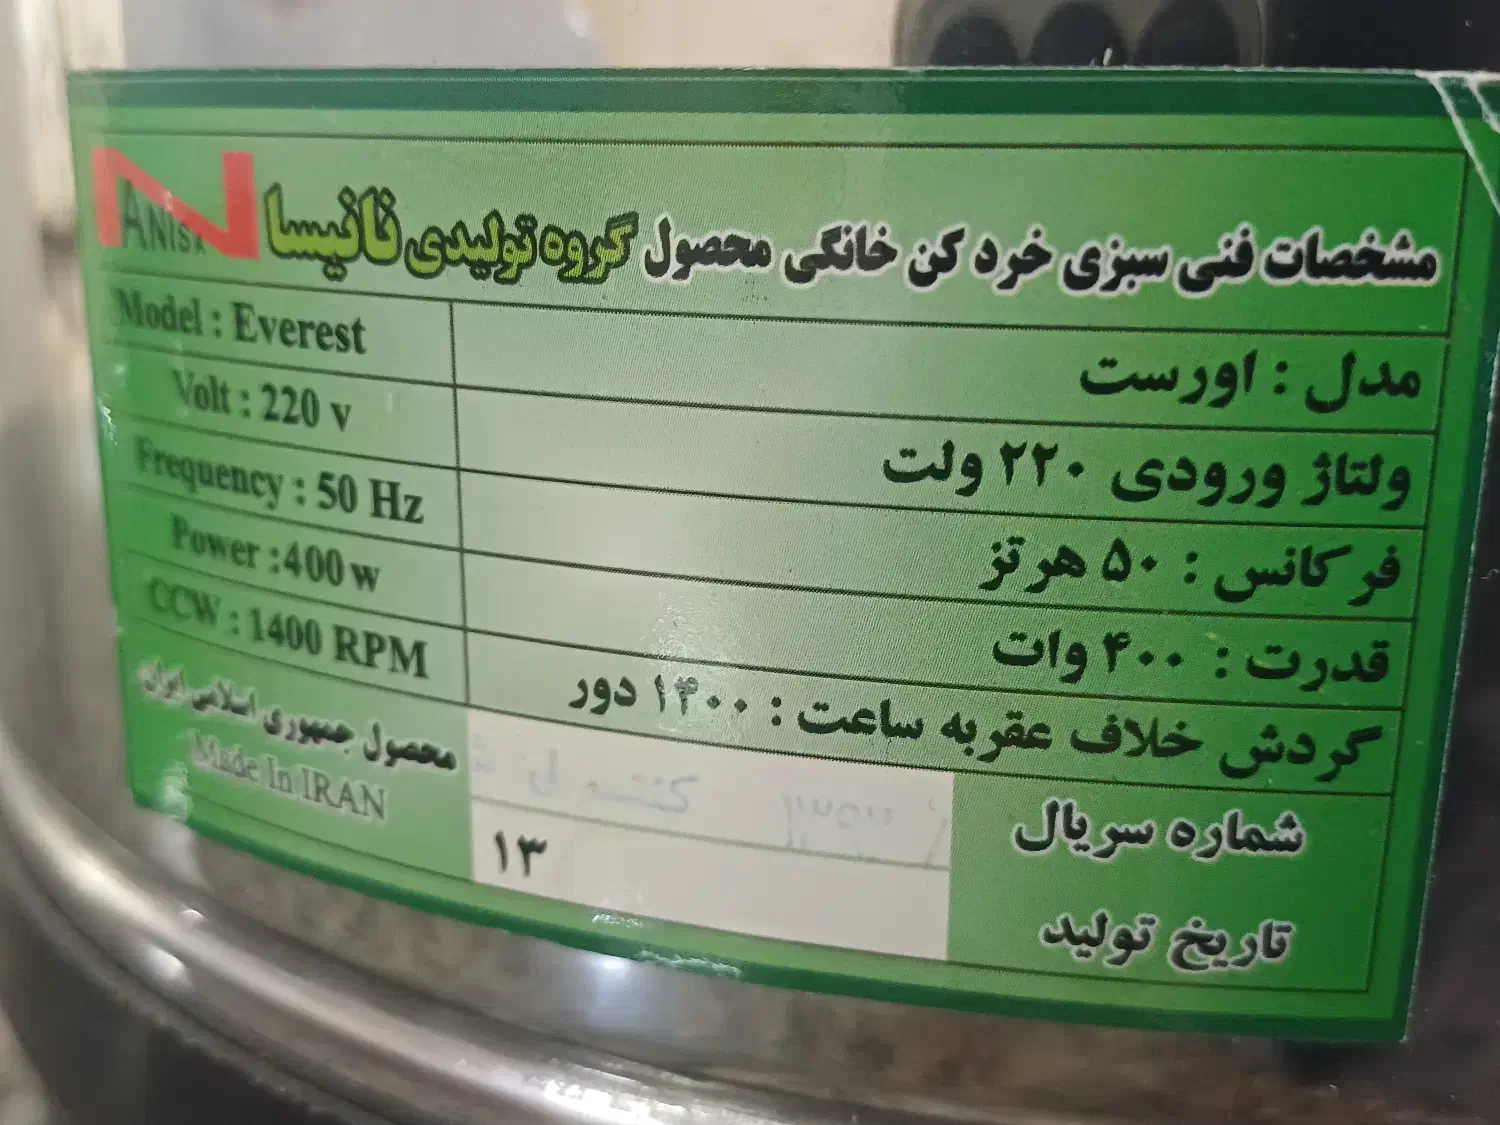 مشخصات فنی سبزی خرد کن خانگی محصول گروه تولیدی نانیسا
NANISA
مدل : اورست
Model : Everest
ولتاژ ورودی ۲۲۰ ولت
Volt : 220 v
فرکانس : ۵۰ هرتز
Frequency : 50 Hz
قدرت : ۴۰۰ وات
Power :400 w
گردش خلاف عقربه ساعت : ۱۴۰۰ دور
CCW : 1400 RPM
شماره سریال
تاریخ تولید
۱۳
محصول جمهوری اسلامی ایران
Made In IRAN